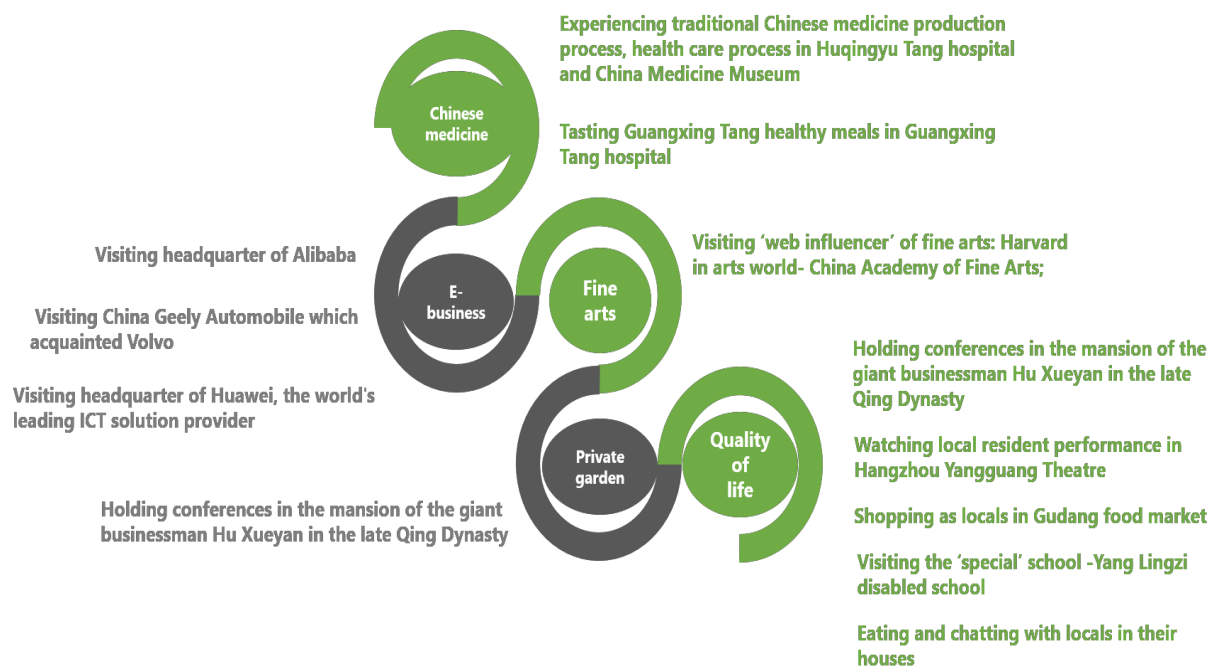 Experiencing traditional Chinese medicine production
process, health care process in Huqingyu Tang hospital
and China Medicine Museum
Chinese
medicine
Tasting Guangxing Tang healthy meals in Guangxing
Tang hospital
Visiting headquarter of Alibaba
Visiting China Geely Automobile which
acquainted Volvo
Visiting headquarter of Huawei, the world's
leading ICT solution provider
E-
business
Fine
arts
Visiting ‘web influencer’ of fine arts: Harvard
in arts world- China Academy of Fine Arts;
Private
garden
Holding conferences in the mansion of the giant
businessman Hu Xueyan in the late Qing Dynasty
Quality
of
life
Holding conferences in the mansion of the
giant businessman Hu Xueyan in the late
Qing Dynasty
Watching local resident performance in
Hangzhou Yangguang Theatre
Shopping as locals in Gudang food market
Visiting the ‘special’ school -Yang Lingzi
disabled school
Eating and chatting with locals in their
houses